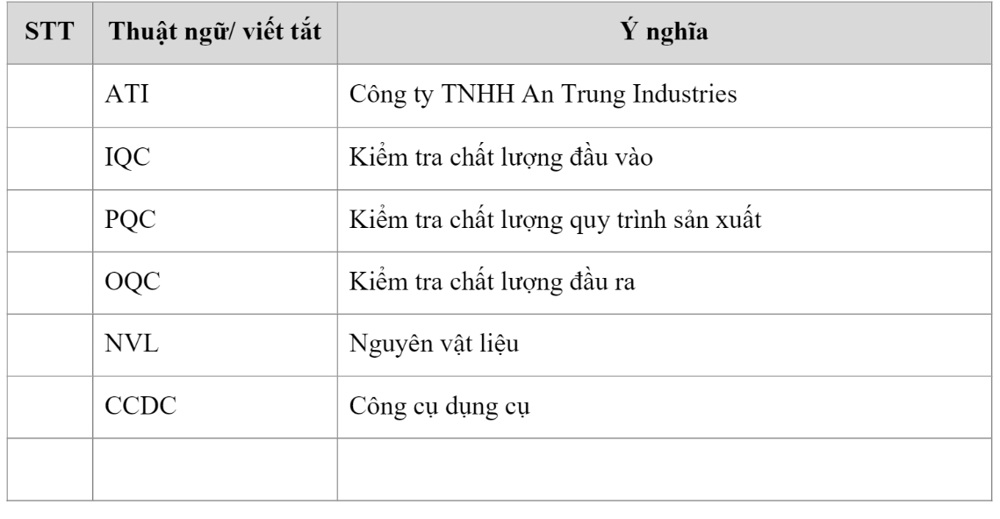 STT Thuật ngữ/ viết tắt Ý nghĩa
ATI Công ty TNHH An Trung Industries
IQC Kiểm tra chất lượng đầu vào
PQC Kiểm tra chất lượng quy trình sản xuất
OQC Kiểm tra chất lượng đầu ra
NVL Nguyên vật liệu
CCDC Công cụ dụng cụ